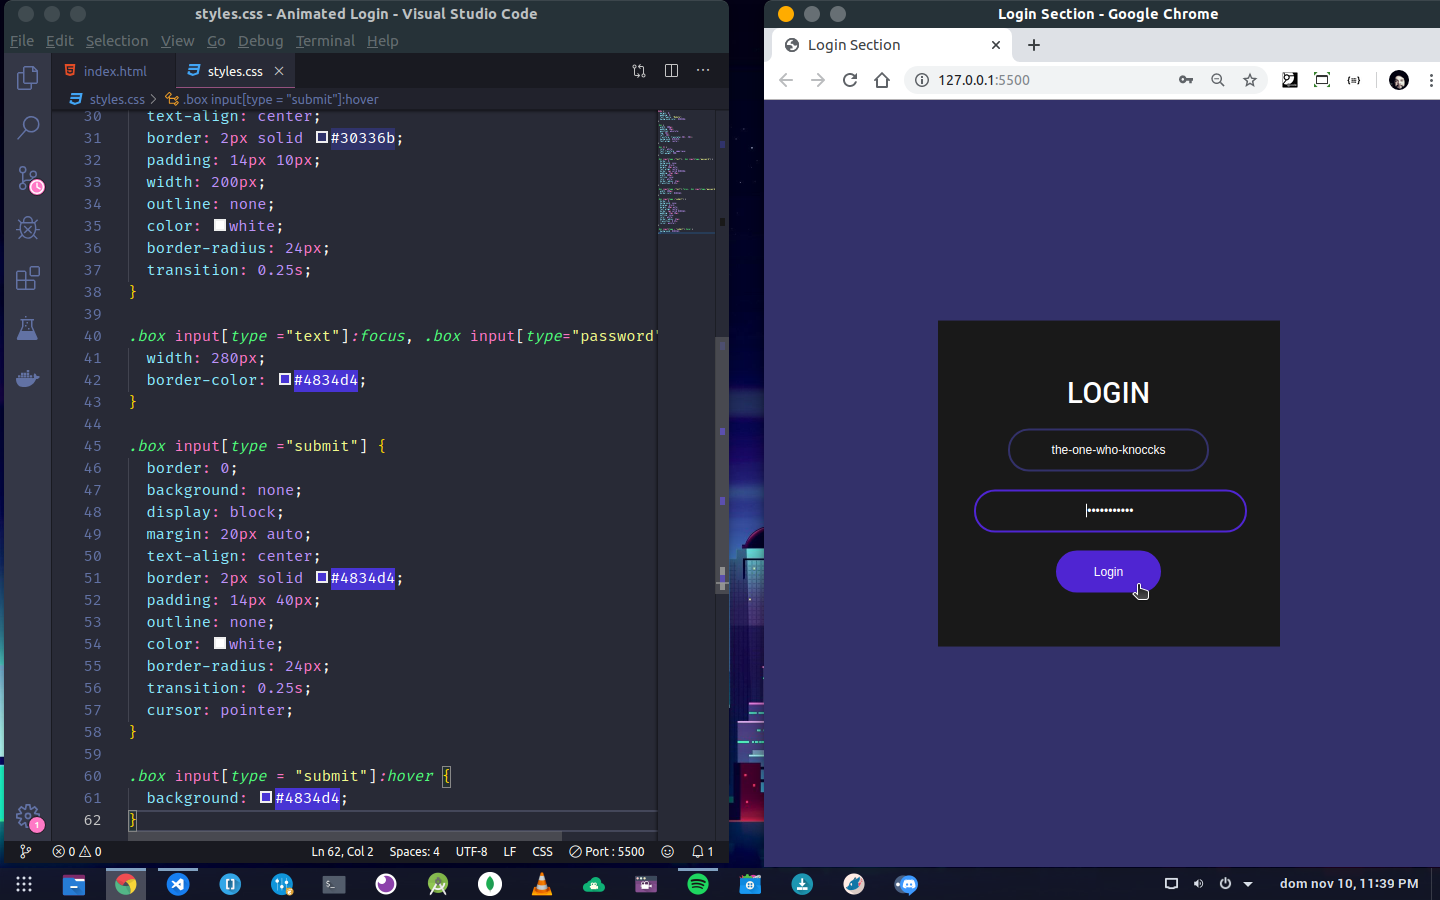 styles.css - Animated Login - Visual Studio Code
File Edit Selection View Go Debug Terminal Help
index.html styles.css
styles.css > .box input[type = "submit"]:hover
30 text-align: center;
31 border: 2px solid #30336b;
32 padding: 14px 10px;
33 width: 200px;
34 outline: none;
35 color: white;
36 border-radius: 24px;
37 transition: 0.25s;
38 }
39
40 .box input[type ="text"]:focus, .box input[type="password"
41 width: 280px;
42 border-color: #4834d4;
43 }
44
45 .box input[type ="submit"] {
46 border: 0;
47 background: none;
48 display: block;
49 margin: 20px auto;
50 text-align: center;
51 border: 2px solid #4834d4;
52 padding: 14px 40px;
53 outline: none;
54 color: white;
55 border-radius: 24px;
56 transition: 0.25s;
57 cursor: pointer;
58 }
59
60 .box input[type = "submit"]:hover {
61 background: #4834d4;
62 }
1
0 0 Ln 62, Col 2 Spaces: 4 UTF-8 LF CSS Port : 5500 1
Login Section - Google Chrome
Login Section
127.0.0.1:5500
LOGIN
the-one-who-knoccks
•••••••••••
Login
dom nov 10, 11:39 PM